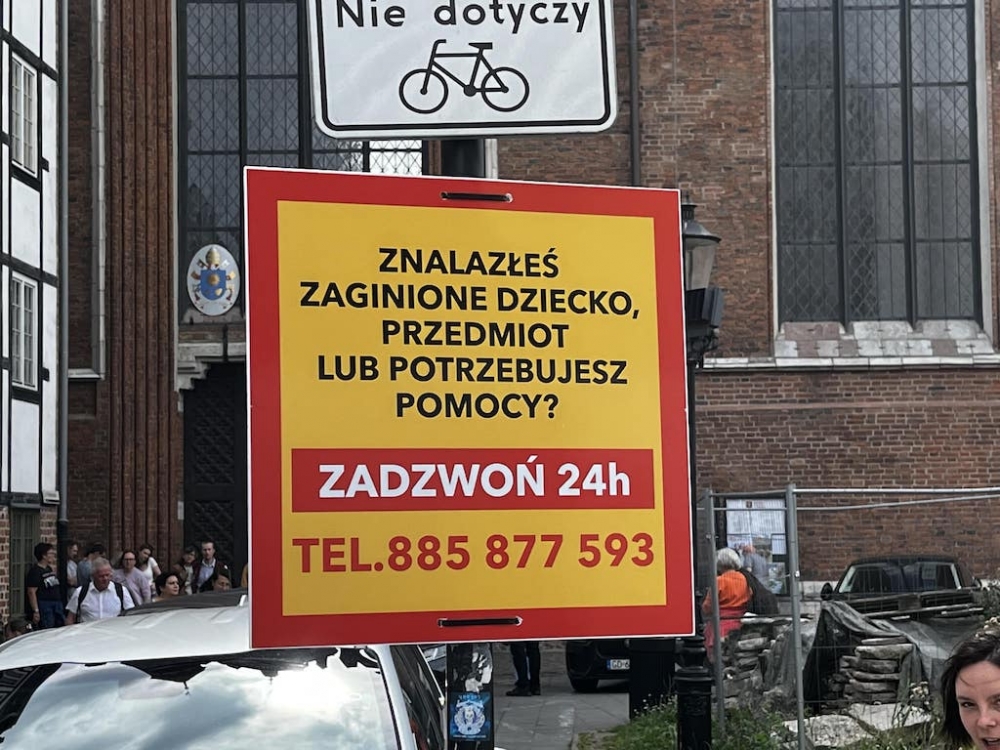 Nie dotyczy
ZNALAZŁEŚ
ZAGINIONE DZIECKO,
PRZEDMIOT
LUB POTRZEBUJESZ
POMOCY?
ZADZWOŃ 24h
TEL.885 877 593